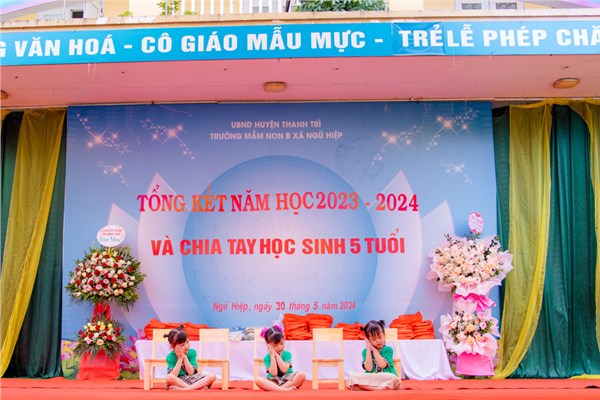 G VĂN HOÁ - CÔ GIÁO MẪU MỰC - TRẺ LỄ PHÉP CHĂ
UBND HUYỆN THANH TRÌ
TRƯỜNG MẦM NON B XÃ NGŨ HIỆP
TỔNG KẾT NĂM HỌC 2023 - 2024
VÀ CHIA TAY HỌC SINH 5 TUỔI
Ngũ Hiệp, ngày 30 tháng 5 năm 2024